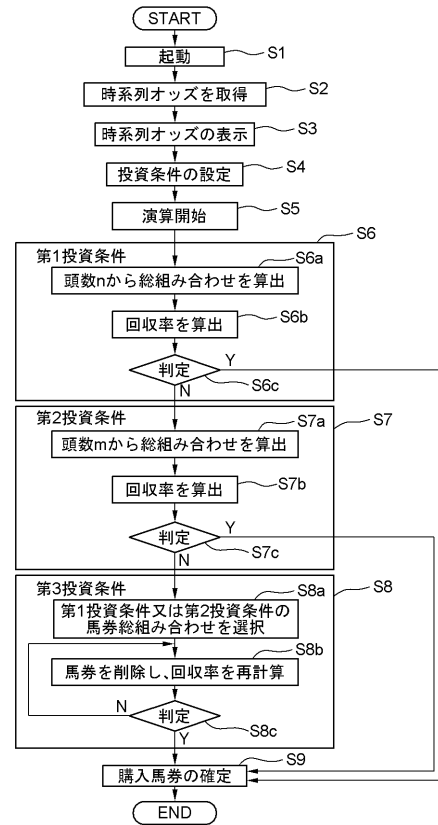 START
起動
S1
時系列オッズを取得
S2
時系列オッズの表示
S3
投資条件の設定
S4
演算開始
S5
S6
第1投資条件
S6a
頭数nから総組み合わせを算出
S6b
回収率を算出
判定
Y
S6c
N
第2投資条件
S7a
S7
頭数mから総組み合わせを算出
S7b
回収率を算出
判定
Y
S7c
N
第3投資条件
S8a
S8
第1投資条件又は第2投資条件の
馬券総組み合わせを選択
S8b
馬券を削除し、回収率を再計算
N
判定
S8c
Y
S9
購入馬券の確定
END